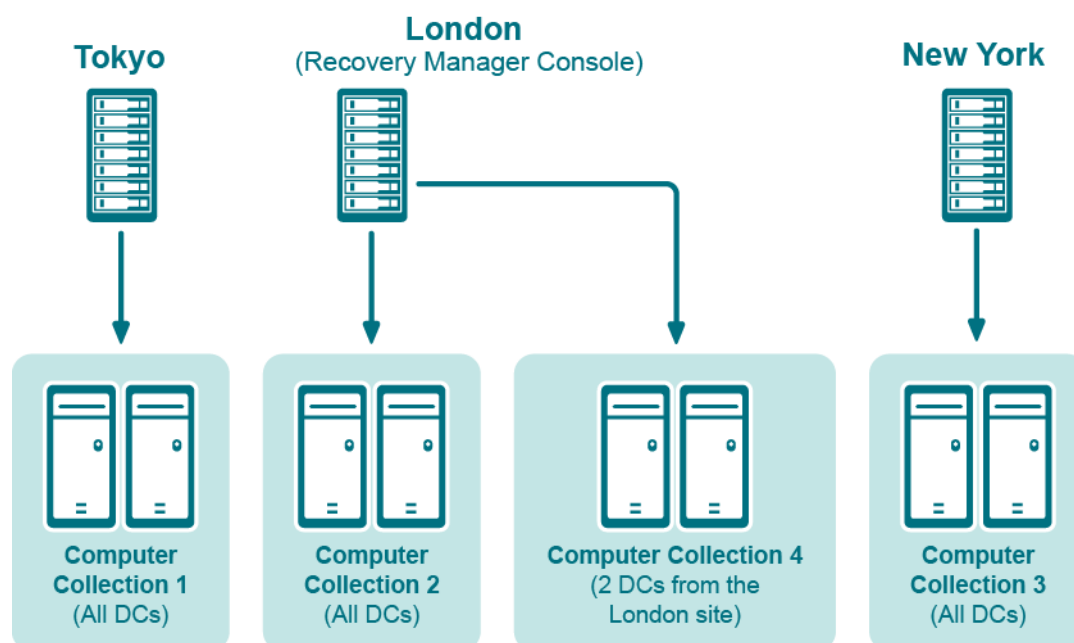 Tokyo
London
(Recovery Manager Console)
New York
Computer
Collection 1
(All DCs)
Computer
Collection 2
(All DCs)
Computer Collection 4
(2 DCs from the
London site)
Computer
Collection 3
(All DCs)